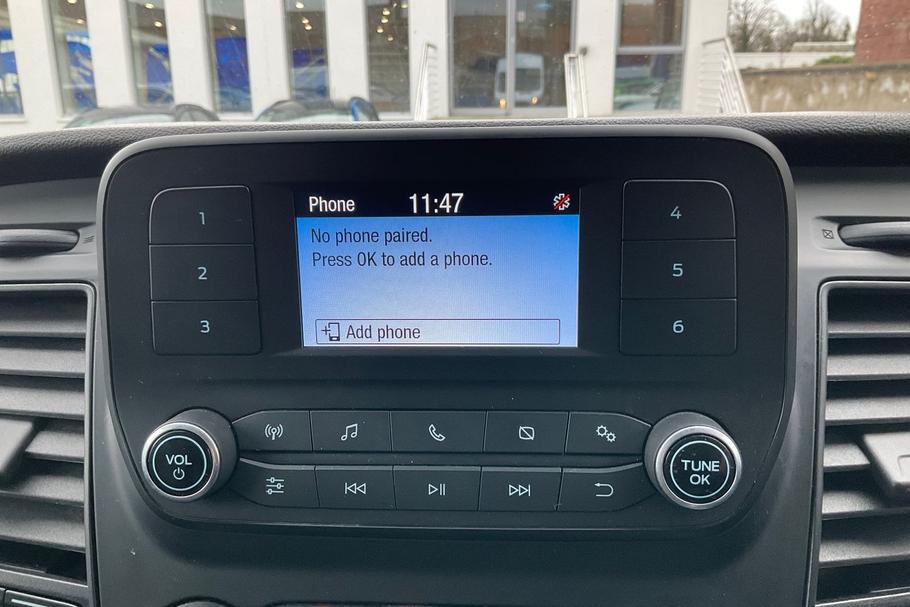 Phone 11:47
No phone paired.
Press OK to add a phone.
Add phone
1
2
3
4
5
6
VOL
TUNE
OK